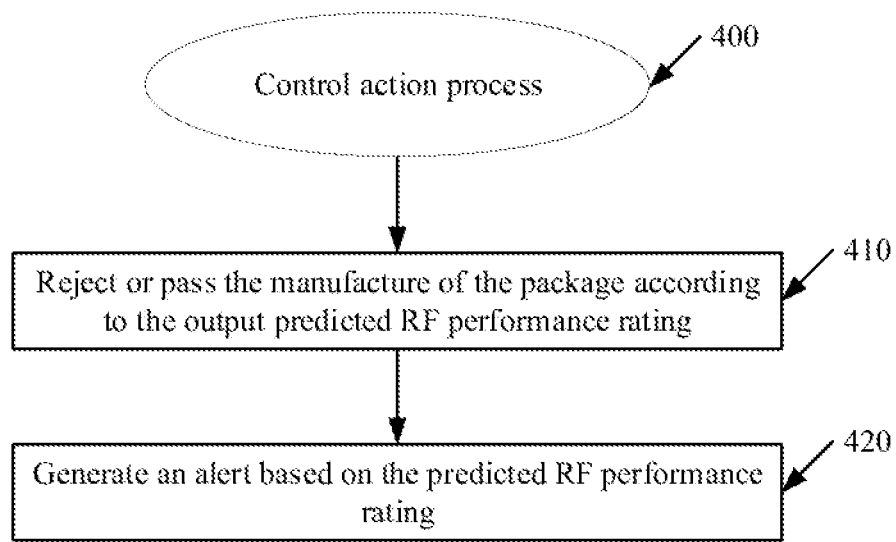 400
Control action process
410
Reject or pass the manufacture of the package according
to the output predicted RF performance rating
420
Generate an alert based on the predicted RF performance
rating